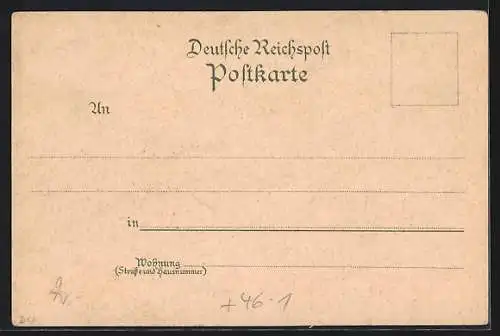 Deutsche Reichspost
Postkarte
An
in
Wohnung
(Straße und Hausnummer)
+46-1